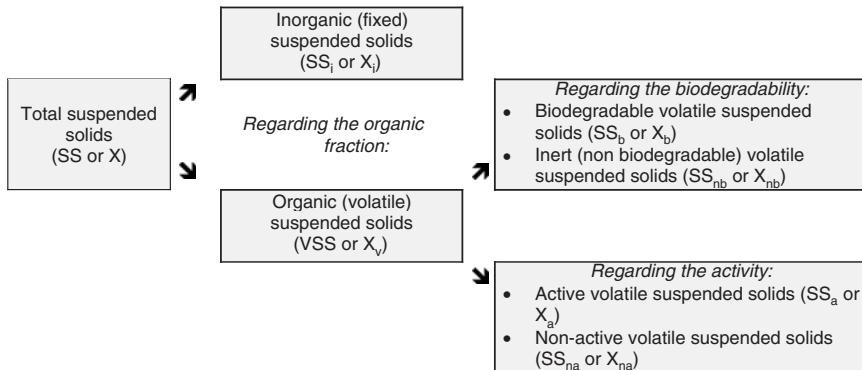 Total suspended
solids
(SS or X)
Inorganic (fixed)
suspended solids
(SSi or Xi)
Regarding the organic
fraction:
Organic (volatile)
suspended solids
(VSS or Xv)
Regarding the biodegradability:
• Biodegradable volatile suspended
solids (SSb or Xb)
• Inert (non biodegradable) volatile
suspended solids (SSnb or Xnb)
Regarding the activity:
• Active volatile suspended solids (SSa or
Xa)
• Non-active volatile suspended solids
(SSna or Xna)